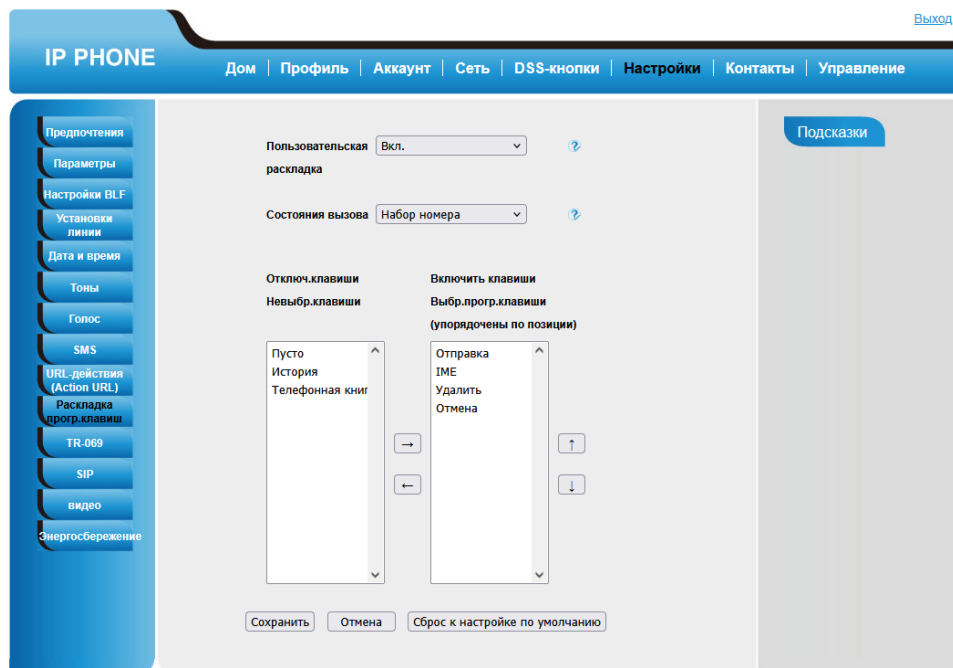 Выход
IP PHONE
Дом | Профиль | Аккаунт | Сеть | DSS-кнопки | Настройки | Контакты | Управление
Предпочтения
Параметры
Настройки BLF
Установки
линии
Дата и время
Тоны
Голос
SMS
URL-действия
(Action URL)
Раскладка
прогр.клавиш
TR-069
SIP
видео
Энергосбережение
Пользовательская
раскладка
Вкл.
Состояния вызова
Набор номера
Отключ.клавиши
Невыбр.клавиши
Пусто
История
Телефонная книг
→
←
Включить клавиши
Выбр.прогр.клавиши
(упорядочены по позиции)
Отправка
IME
Удалить
Отмена
↑
↓
Сохранить
Отмена
Сброс к настройке по умолчанию
Подсказки